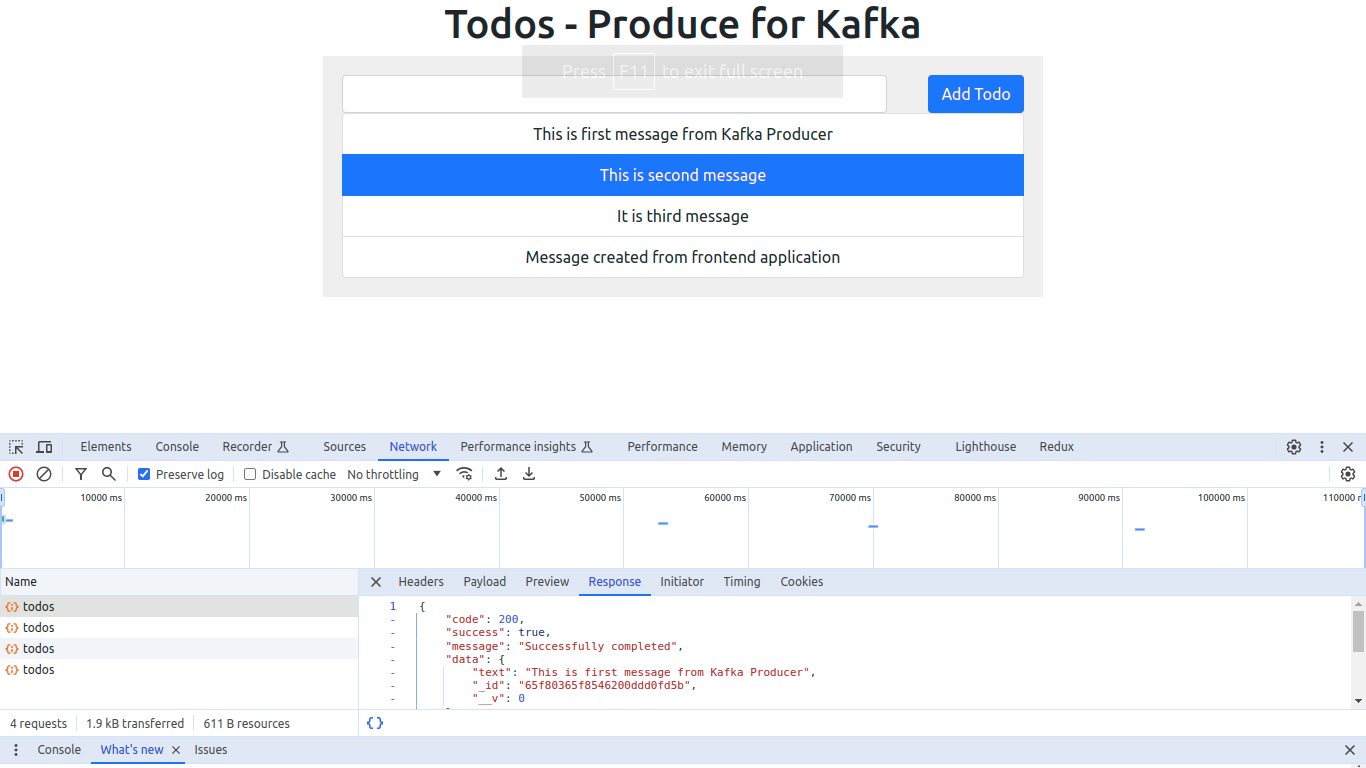 Todos - Produce for Kafka
Press F11 to exit full screen
Add Todo
This is first message from Kafka Producer
This is second message
It is third message
Message created from frontend application
Elements Console Recorder Sources Network Performance insights Performance Memory Application Security Lighthouse Redux
Preserve log Disable cache No throttling
10000 ms 20000 ms 30000 ms 40000 ms 50000 ms 60000 ms 70000 ms 80000 ms 90000 ms 100000 ms 110000
Name
Headers Payload Preview Response Initiator Timing Cookies
todos
todos
todos
todos
1 {
- "code": 200,
- "success": true,
- "message": "Successfully completed",
- "data": {
- "text": "This is first message from Kafka Producer",
- "_id": "65f80365f8546200ddd0fd5b",
- "__v": 0
4 requests 1.9 kB transferred 611 B resources
{}
Console What's new Issues